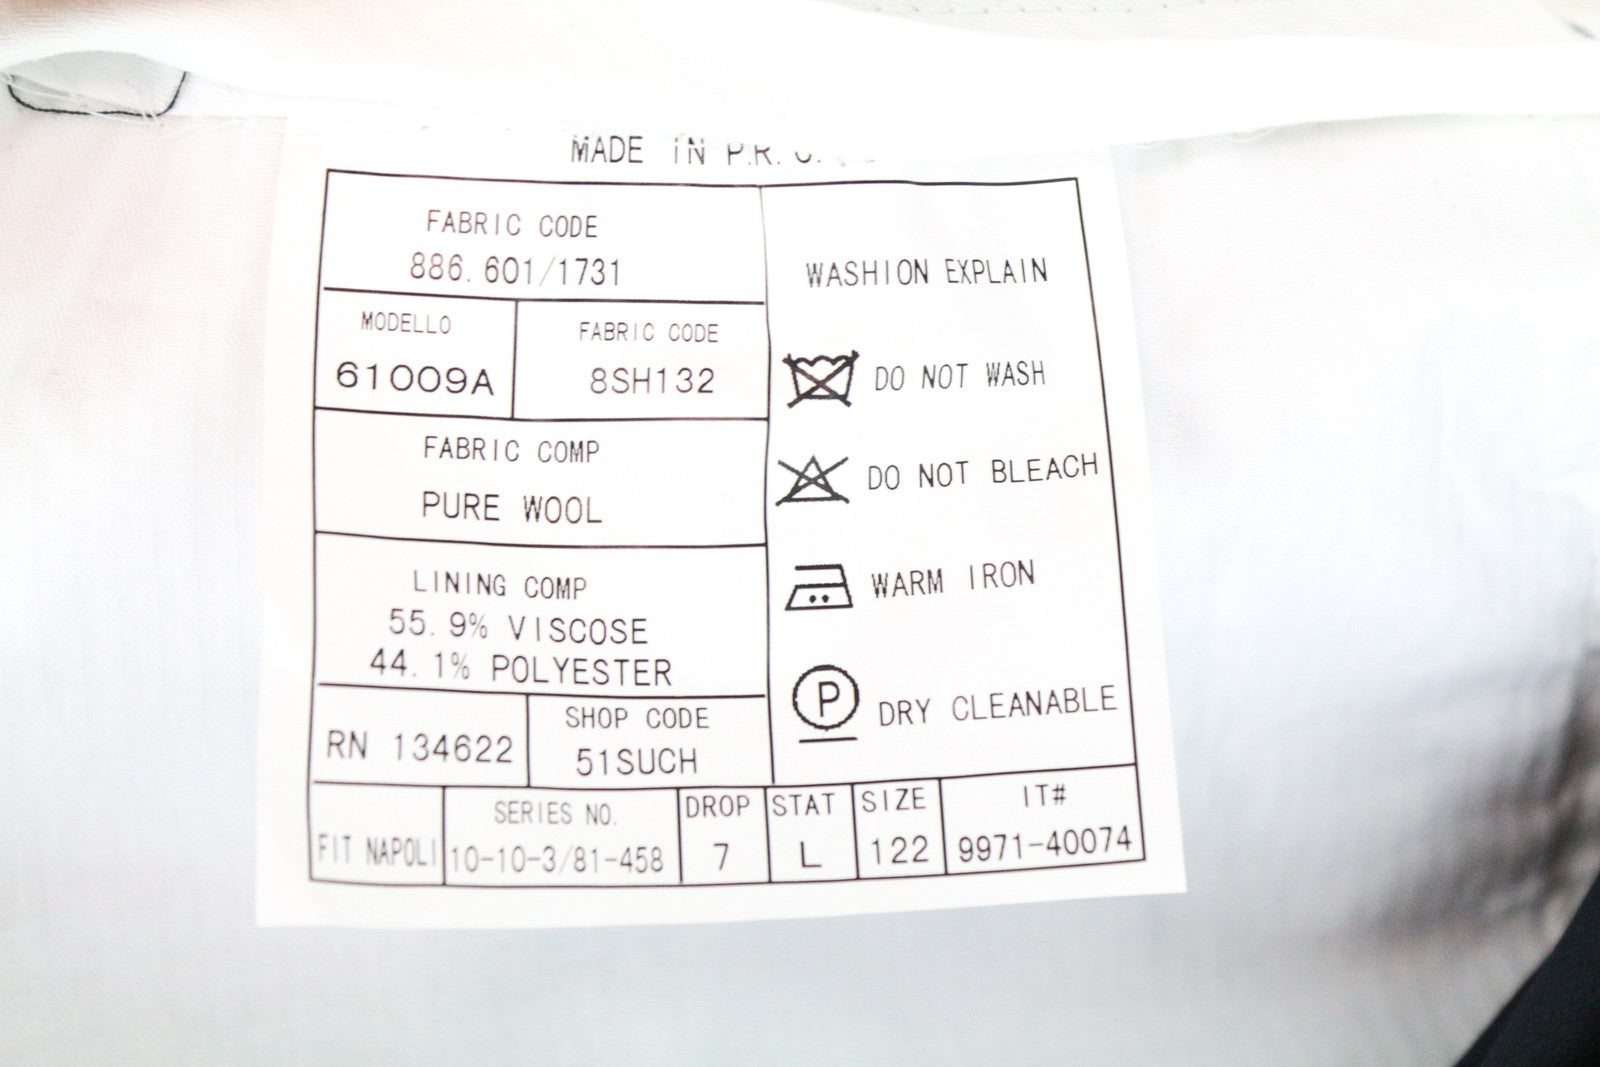 MADE IN P.R.
FABRIC CODE
886.601/1731
MODELLO
61009A
FABRIC CODE
8SH132
FABRIC COMP
PURE WOOL
LINING COMP
55.9% VISCOSE
44.1% POLYESTER
RN 134622
SHOP CODE
51SUCH
WASHION EXPLAIN
DO NOT WASH
DO NOT BLEACH
WARM IRON
P DRY CLEANABLE
FIT NAPOLI
SERIES NO.
10-10-3/81-458
DROP
7
STAT
L
SIZE
122
IT#
9971-40074